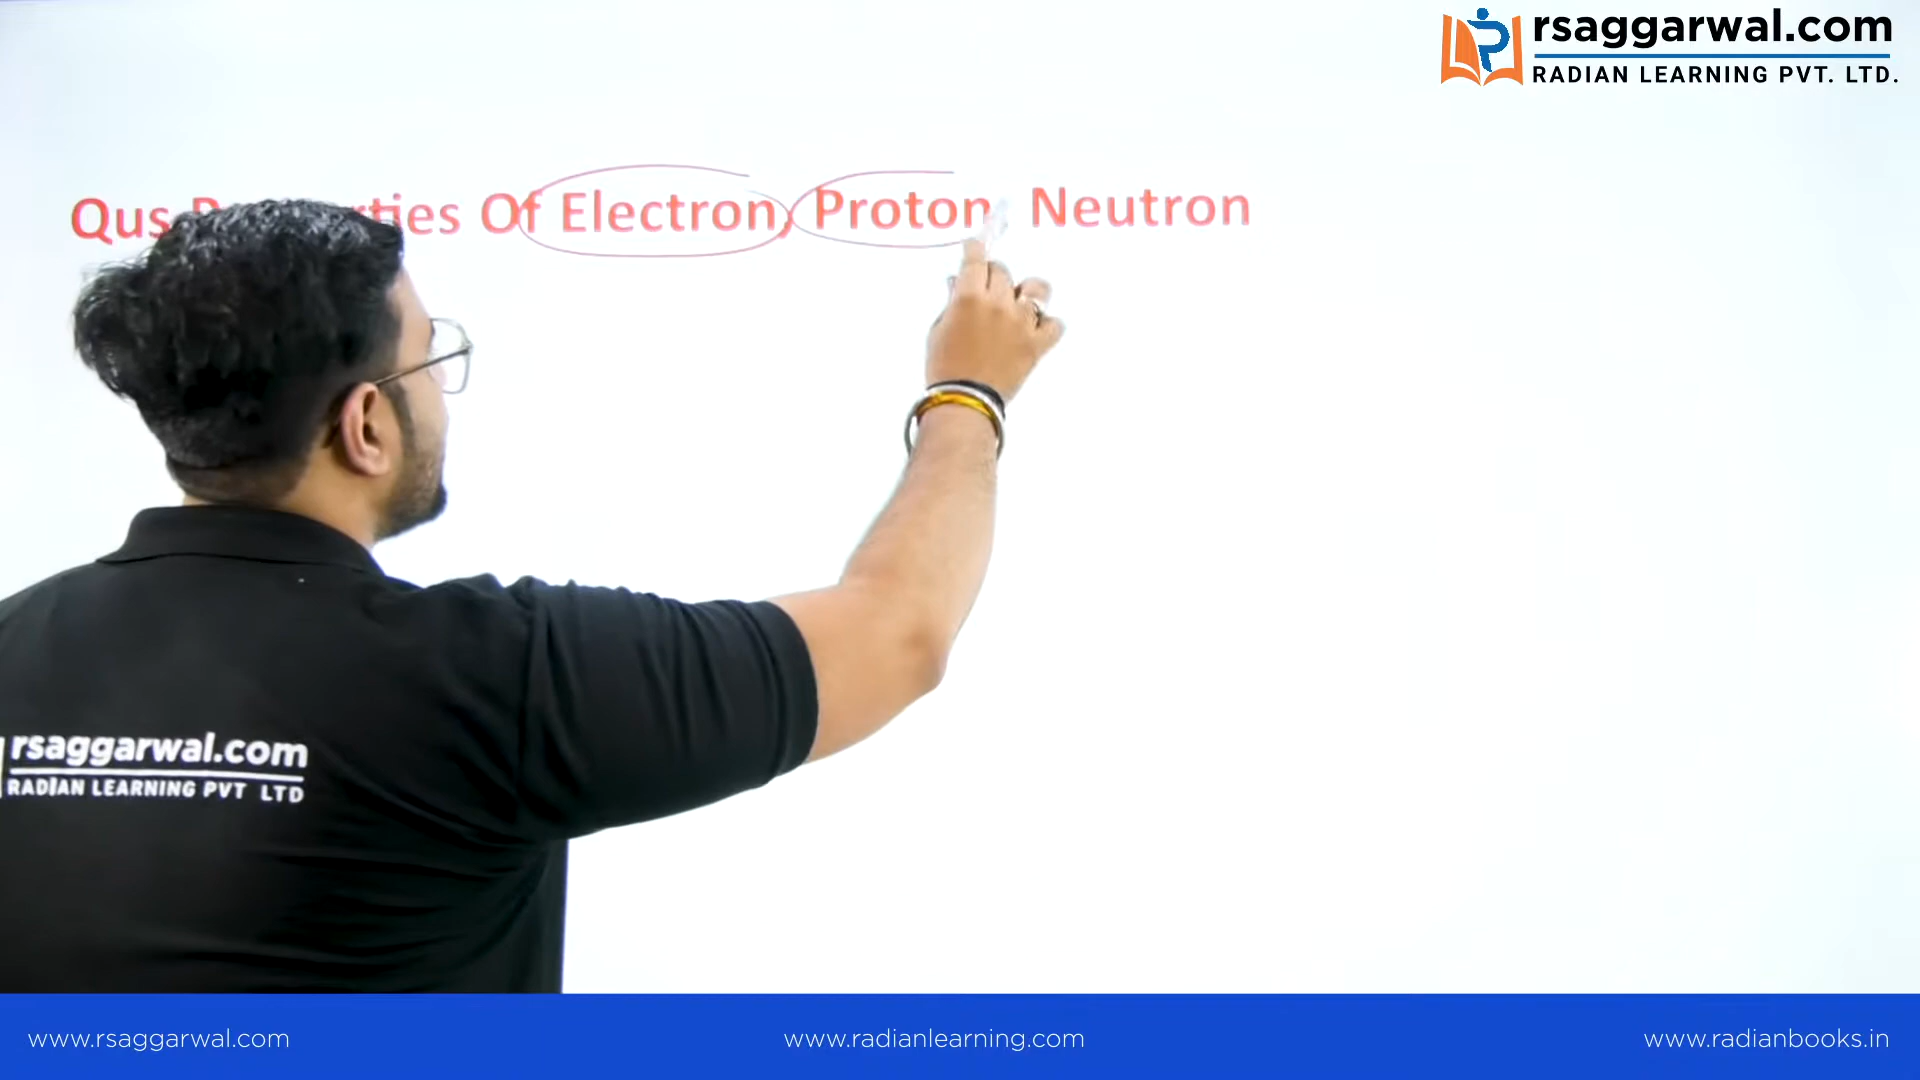 rsaggarwal.com
RADIAN LEARNING PVT. LTD.
Qus Properties Of Electron, Proton, Neutron
rsaggarwal.com
RADIAN LEARNING PVT LTD
www.rsaggarwal.com
www.radianlearning.com
www.radianbooks.in